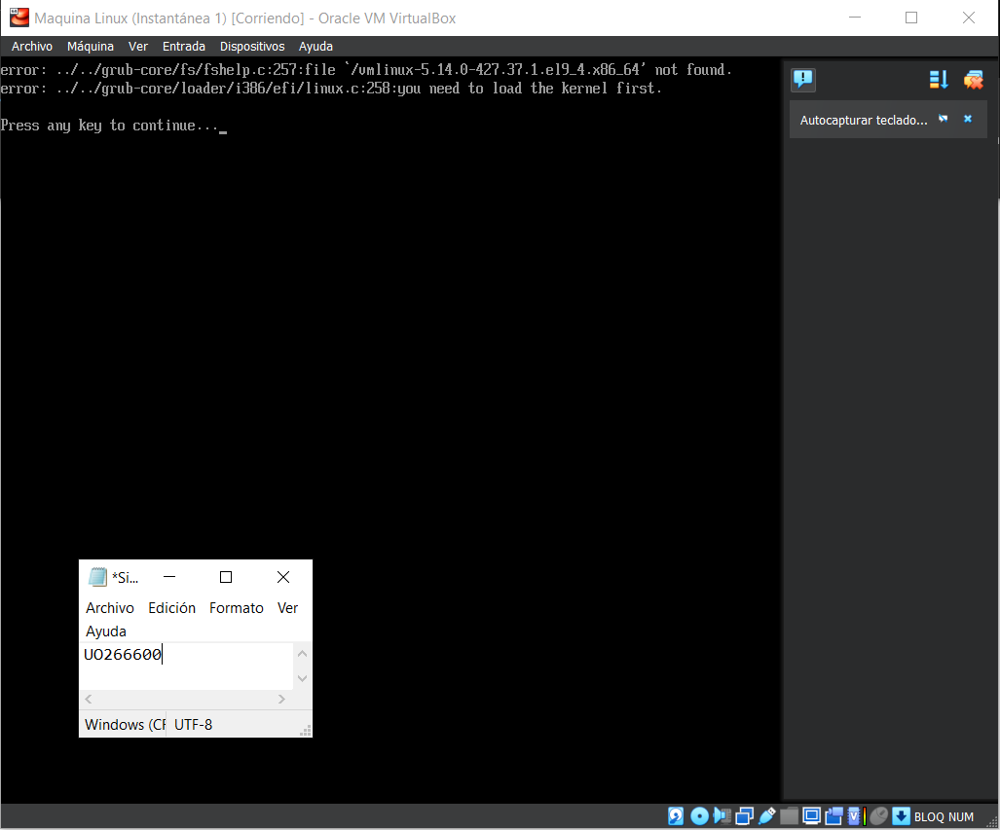 Maquina Linux (Instantánea 1) [Corriendo] - Oracle VM VirtualBox
Archivo Máquina Ver Entrada Dispositivos Ayuda
error: ../../grub-core/fs/fshelp.c:257:file `/vmlinux-5.14.0-427.37.1.el9_4.x86_64' not found.
error: ../../grub-core/loader/i386/efi/linux.c:258:you need to load the kernel first.
Press any key to continue..._
Autocapturar teclado...
*Si...
Archivo Edición Formato Ver
Ayuda
UO266600
Windows (CR UTF-8
BLOQ NUM